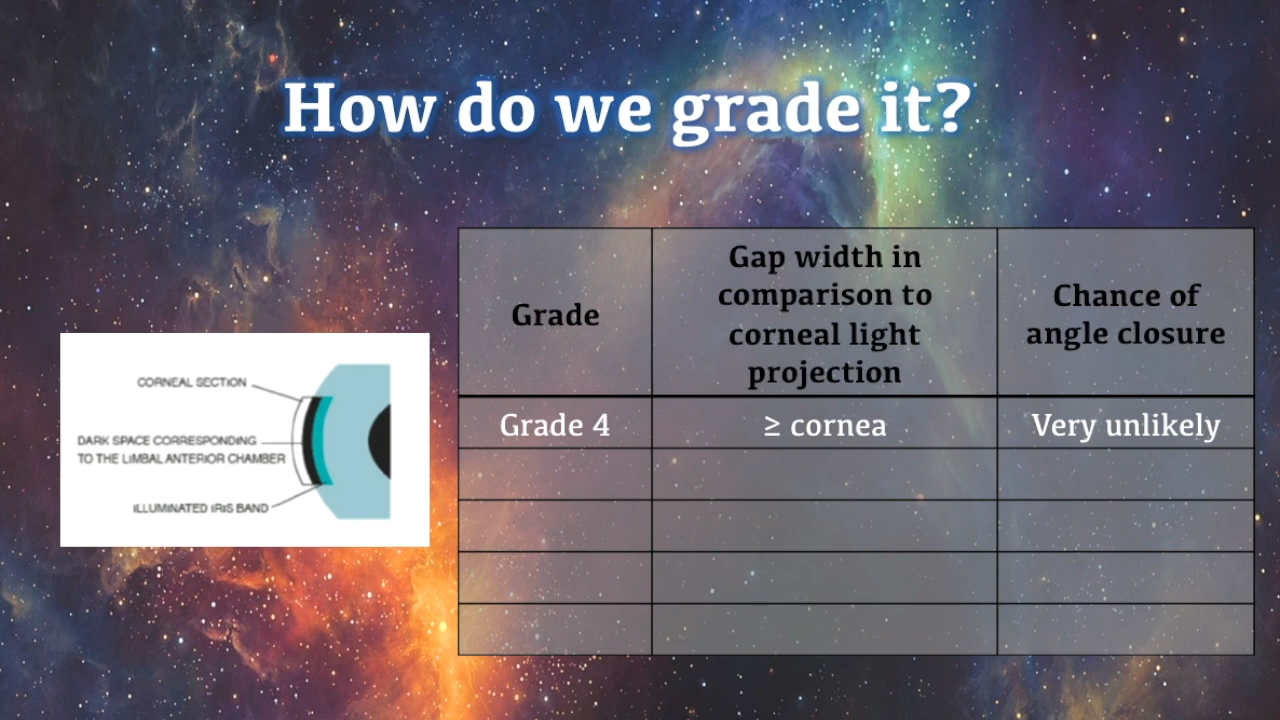 How do we grade it?
Grade
Gap width in
comparison to
corneal light
projection
Chance of
angle closure
Grade 4
≥ cornea
Very unlikely
CORNEAL SECTION
DARK SPACE CORRESPONDING
TO THE LIMBAL ANTERIOR CHAMBER
ILLUMINATED IRIS BAND